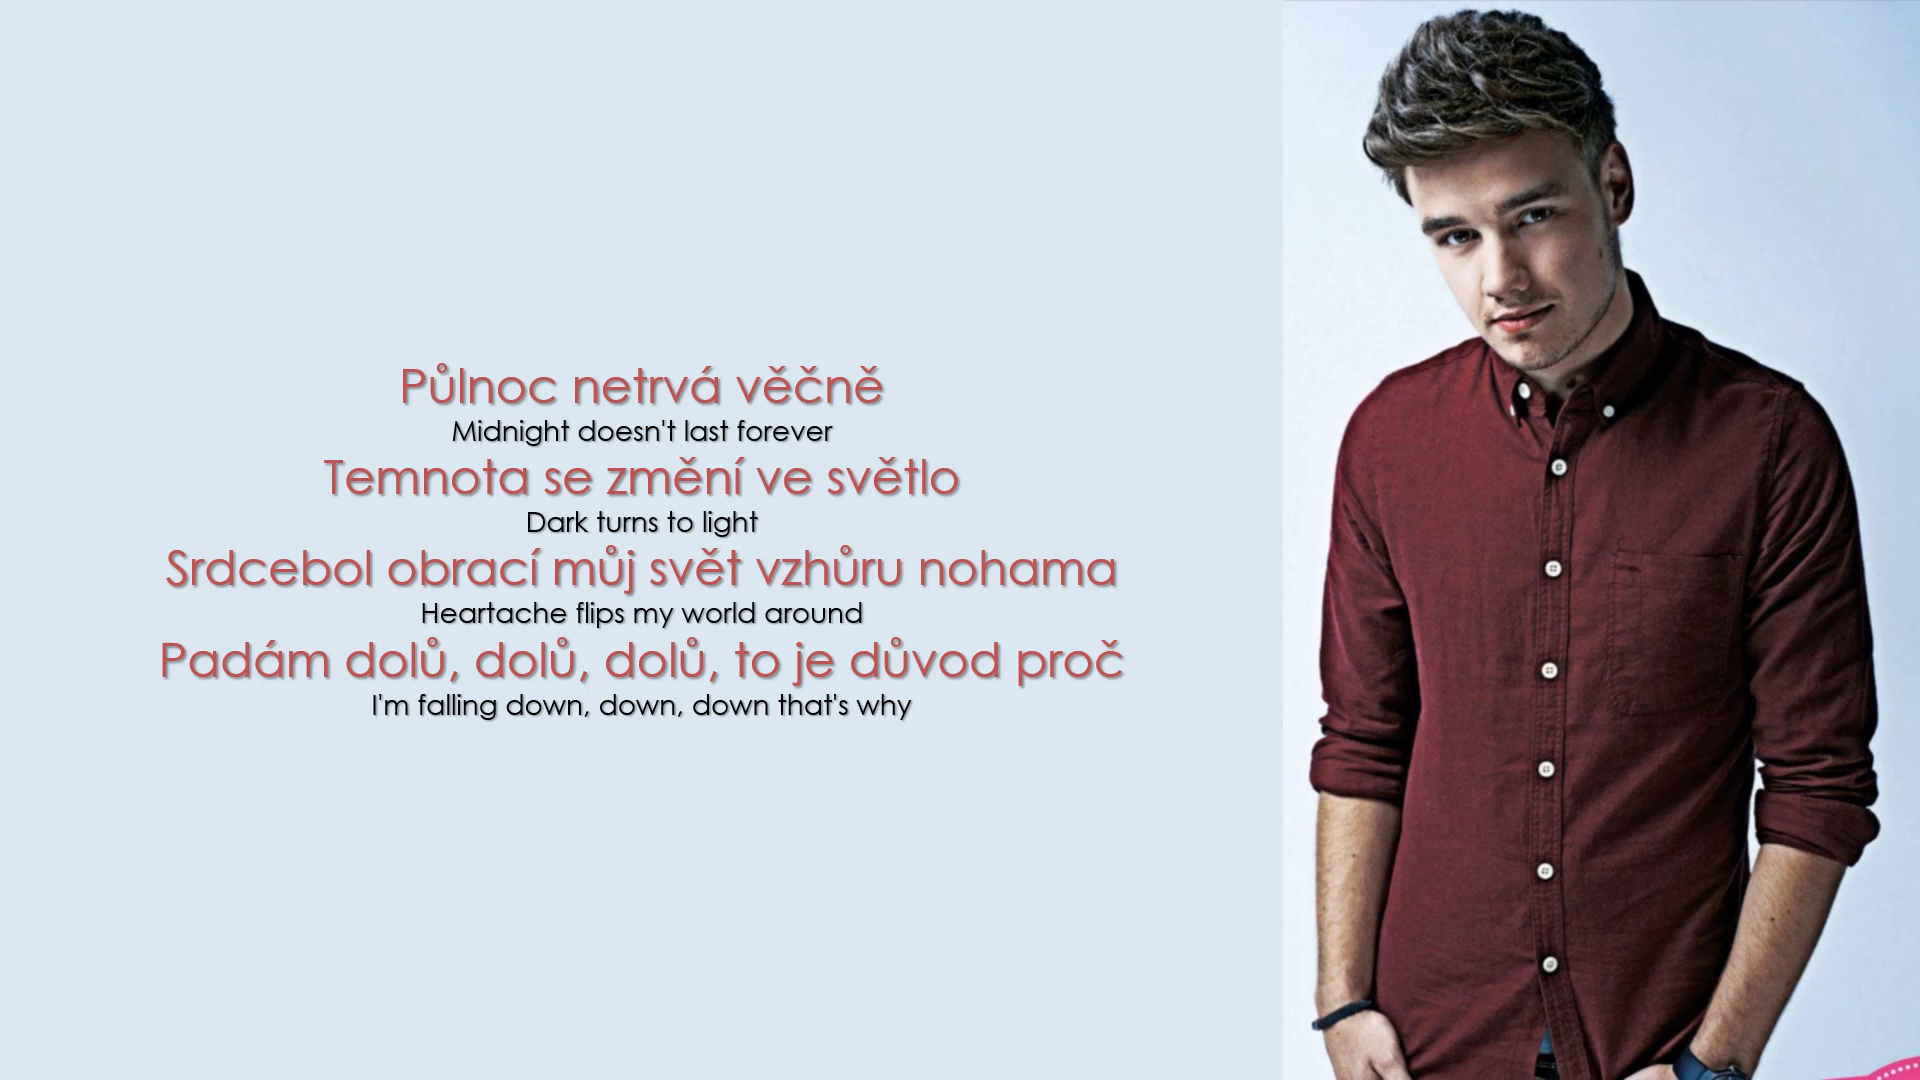 Půlnoc netrvá věčně
Midnight doesn't last forever
Temnota se změní ve světlo
Dark turns to light
Srdcebol obrací můj svět vzhůru nohama
Heartache flips my world around
Padám dolů, dolů, dolů, to je důvod proč
I'm falling down, down, down that's why